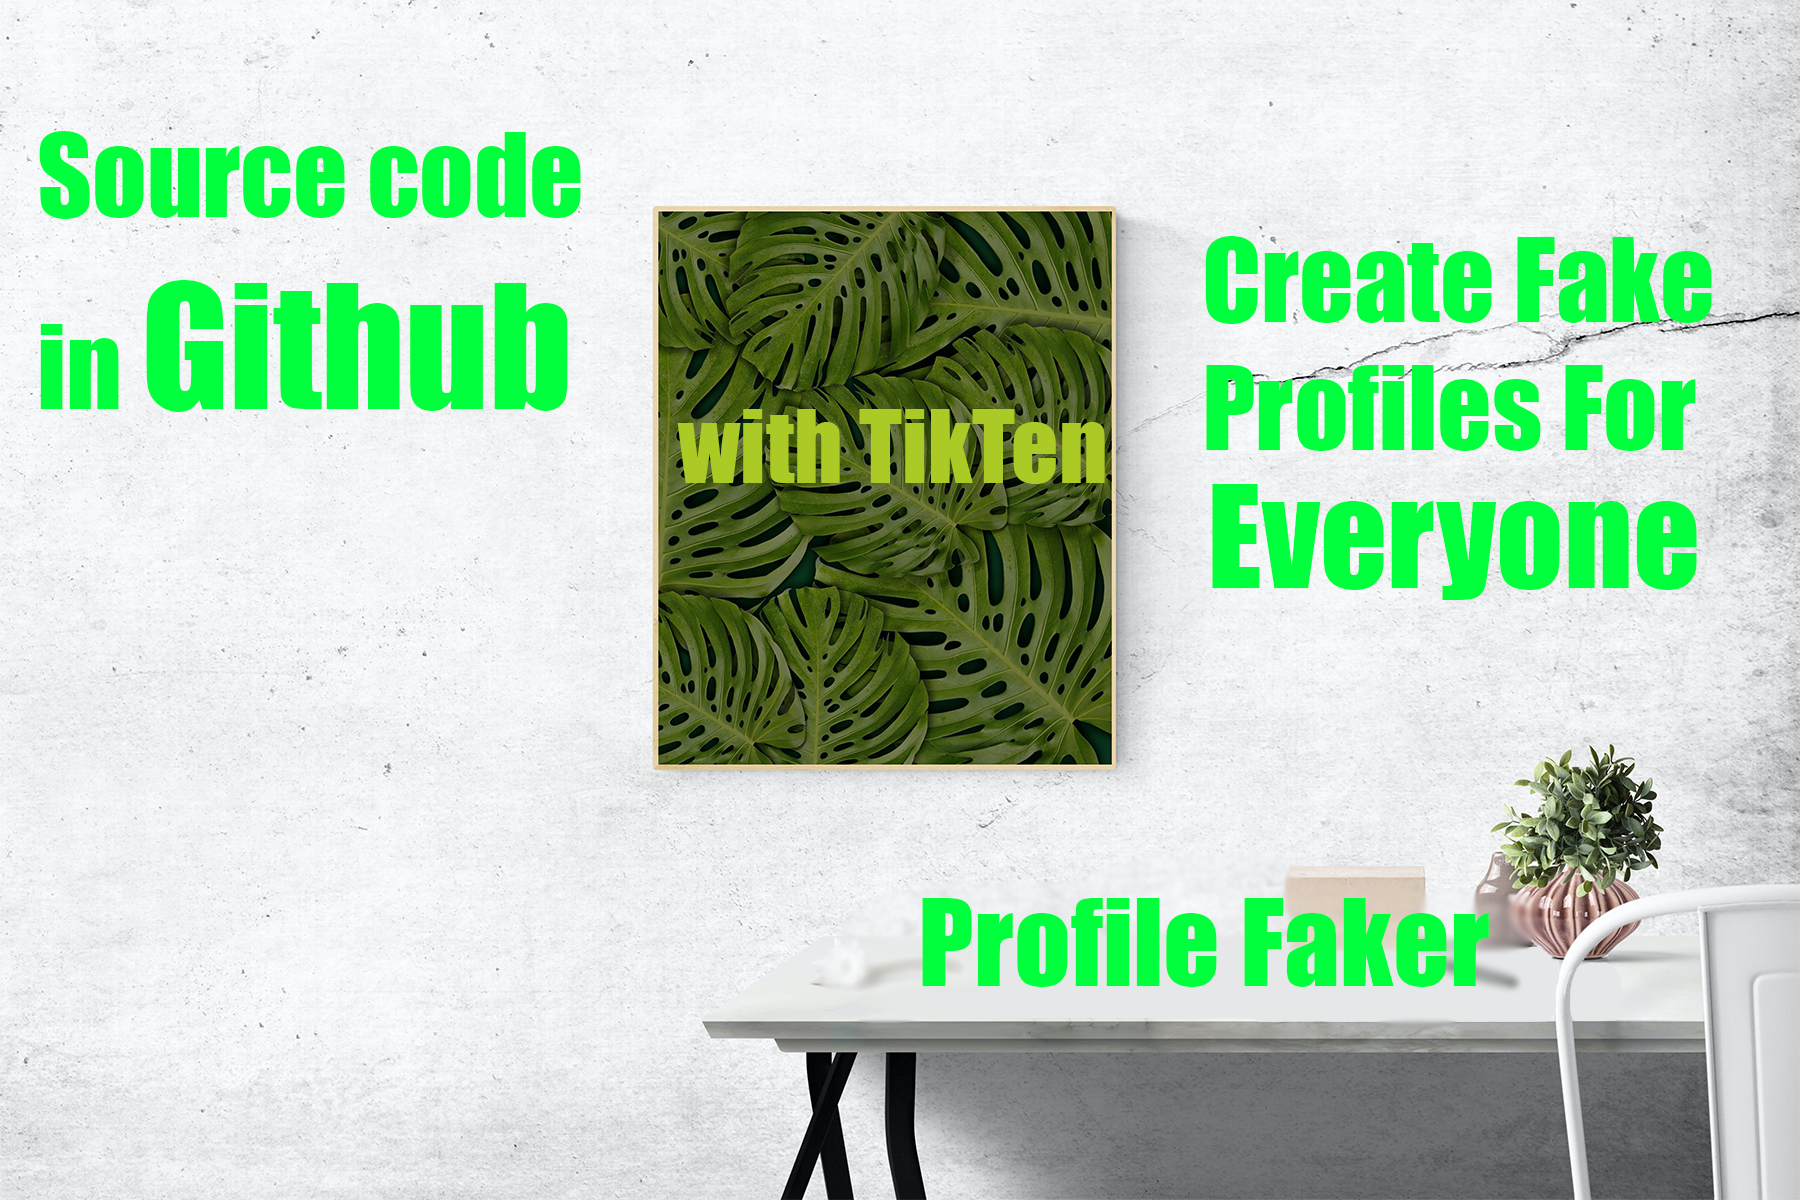 Source code
in Github
with TikTen
Create Fake
Profiles For
Everyone
Profile Faker